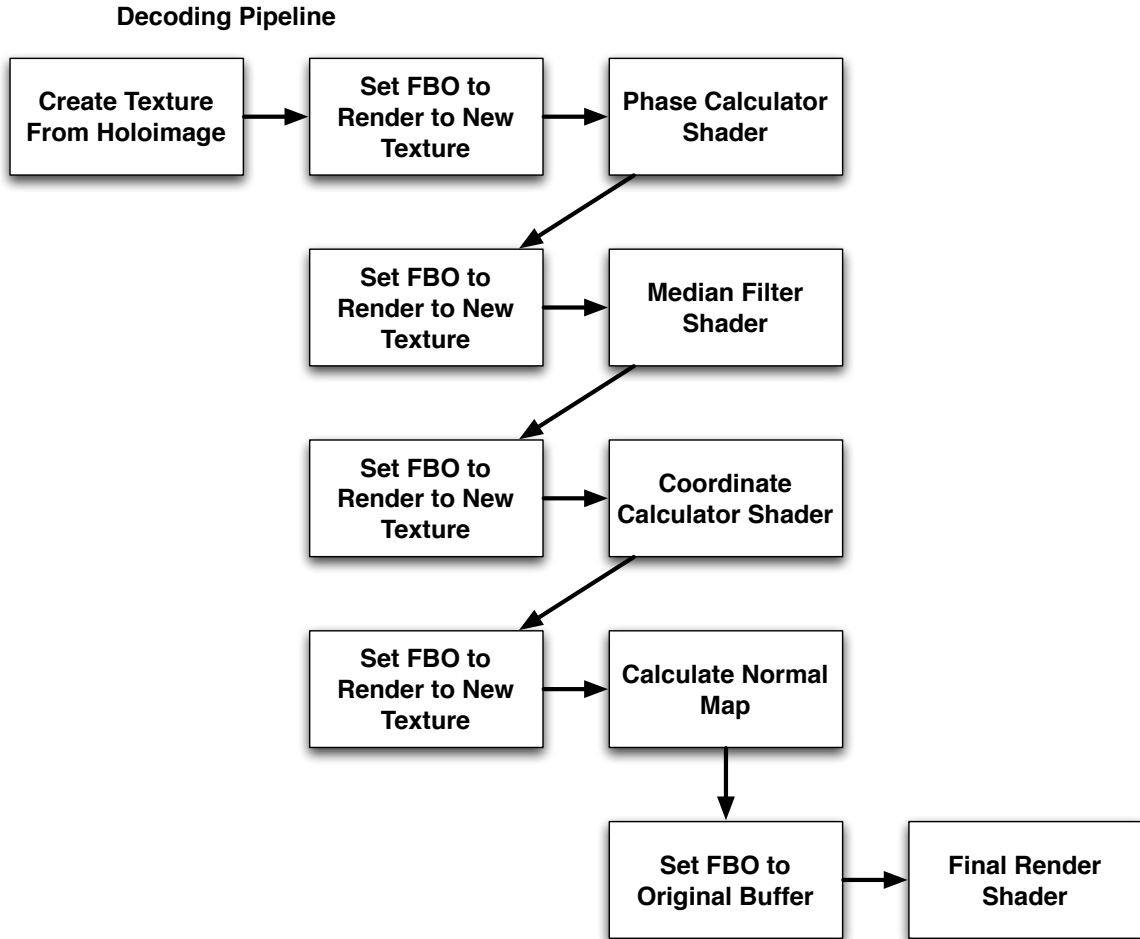 Decoding Pipeline
Create Texture
From Holoimage
Set FBO to
Render to New
Texture
Phase Calculator
Shader
Set FBO to
Render to New
Texture
Median Filter
Shader
Set FBO to
Render to New
Texture
Coordinate
Calculator Shader
Set FBO to
Render to New
Texture
Calculate Normal
Map
Set FBO to
Original Buffer
Final Render
Shader